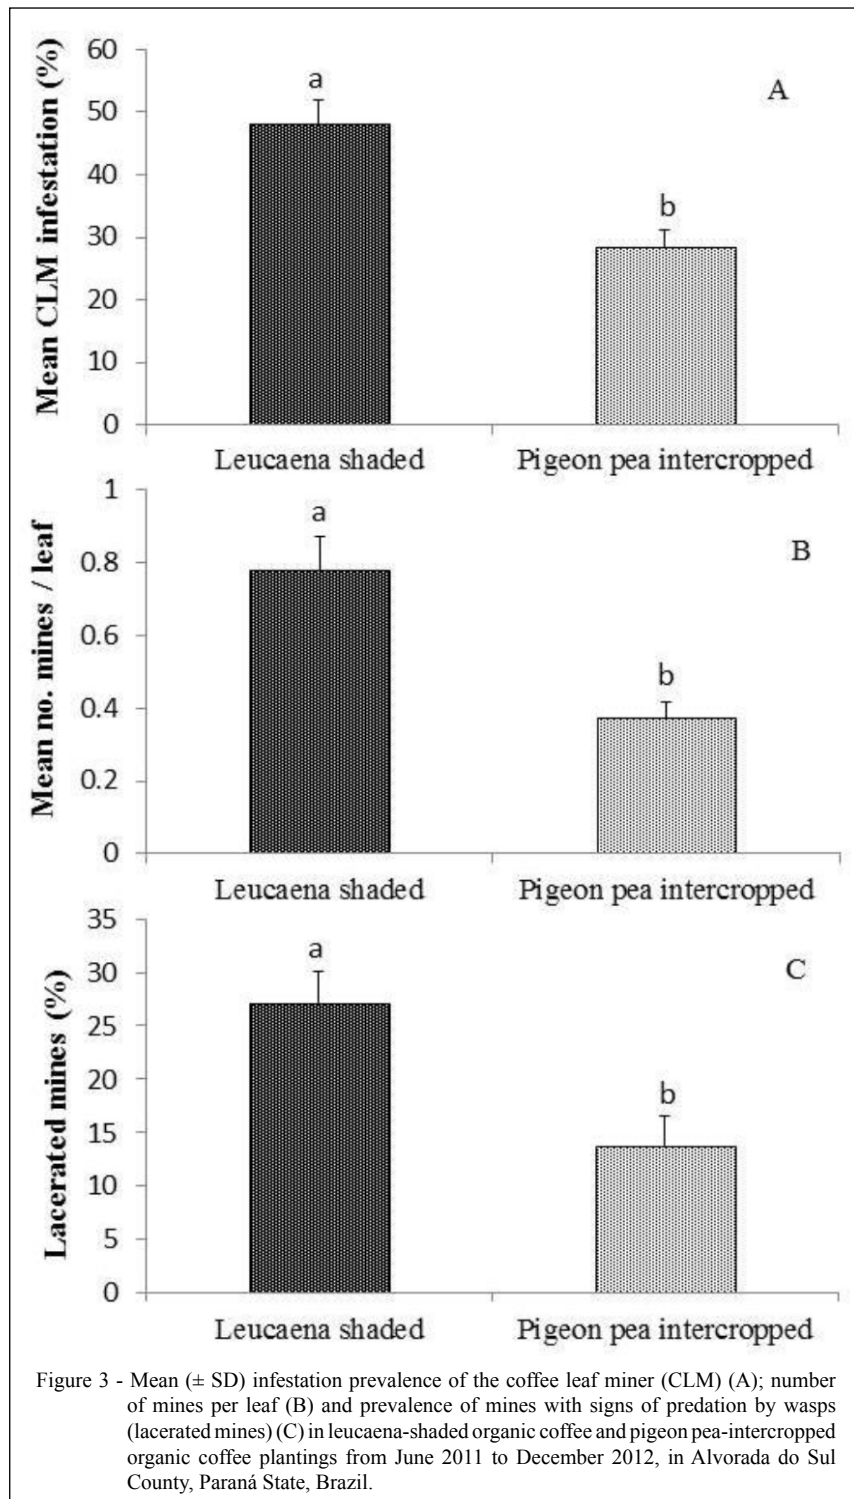 60
50
40
30
20
10
0
Mean CLM infestation (%)
a
b
A
Leucaena shaded Pigeon pea intercropped
1
0.8
0.6
0.4
0.2
0
Mean no. mines / leaf
a
b
B
Leucaena shaded Pigeon pea intercropped
35
30
25
20
15
10
5
0
Lacerated mines (%)
a
b
C
Leucaena shaded Pigeon pea intercropped
Figure 3 - Mean (± SD) infestation prevalence of the coffee leaf miner (CLM) (A); number
of mines per leaf (B) and prevalence of mines with signs of predation by wasps
(lacerated mines) (C) in leucaena-shaded organic coffee and pigeon pea-intercropped
organic coffee plantings from June 2011 to December 2012, in Alvorada do Sul
County, Paraná State, Brazil.